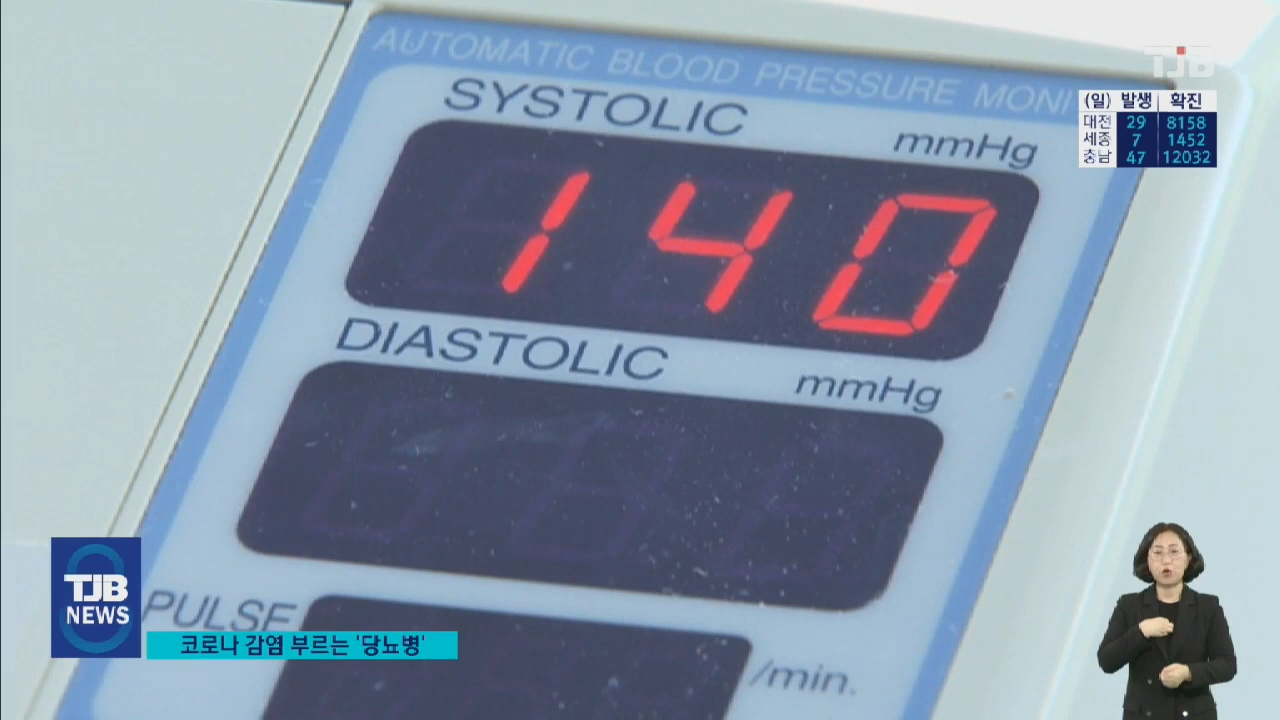 AUTOMATIC BLOOD PRESSURE MONI
TJB
SYSTOLIC
mmHg
140
(일) 발생 확진
대전 29 8158
세종 7 1452
충남 47 12032
DIASTOLIC
mmHg
PULSE
/min.
8
TJB
NEWS
코로나 감염 부르는 '당뇨병'